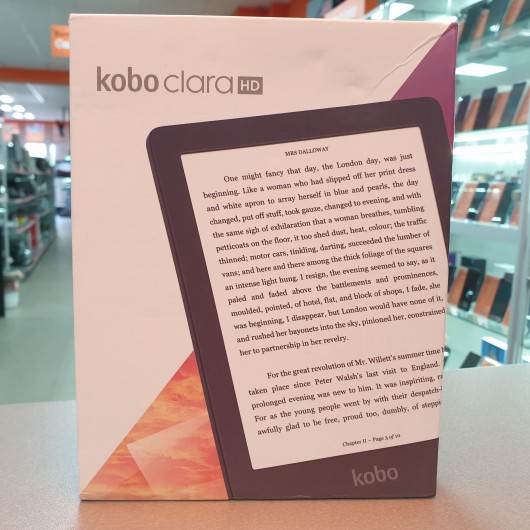 kobo clara HD
MRS DALLOWAY
One might fancy that day, the London day, was just
beginning. Like a woman who had slipped off her print dress
and white apron to array herself in blue and pearls, the day
changed, put off stuff, took gauze, changed to evening, and with
the same sigh of exhilaration that a woman breathes, tumbling
petticoats on the floor, it too shed dust, heat, colour; the traffic
thinned; motor cars, tinkling, darting, succeeded the lumber of
vans; and here and there among the thick foliage of the squares
an intense light hung. I resign, the evening seemed to say, as it
paled and faded above the battlements and prominences,
moulded, pointed, of hotel, flat, and block of shops, I fade, she
was beginning, I disappear, but London would have none of it,
and rushed her bayonets into the sky, pinioned her, constrained
her to partnership in her revelry.
For the great revolution of Mr. Willett's summer time
taken place since Peter Walsh's last visit to England.
prolonged evening was new to him. It was inspiriting,
For as the young people went by with their despatch-
awfully glad to be free, proud too, dumbly, of
Chapter II – Page 5 of 10
kobo